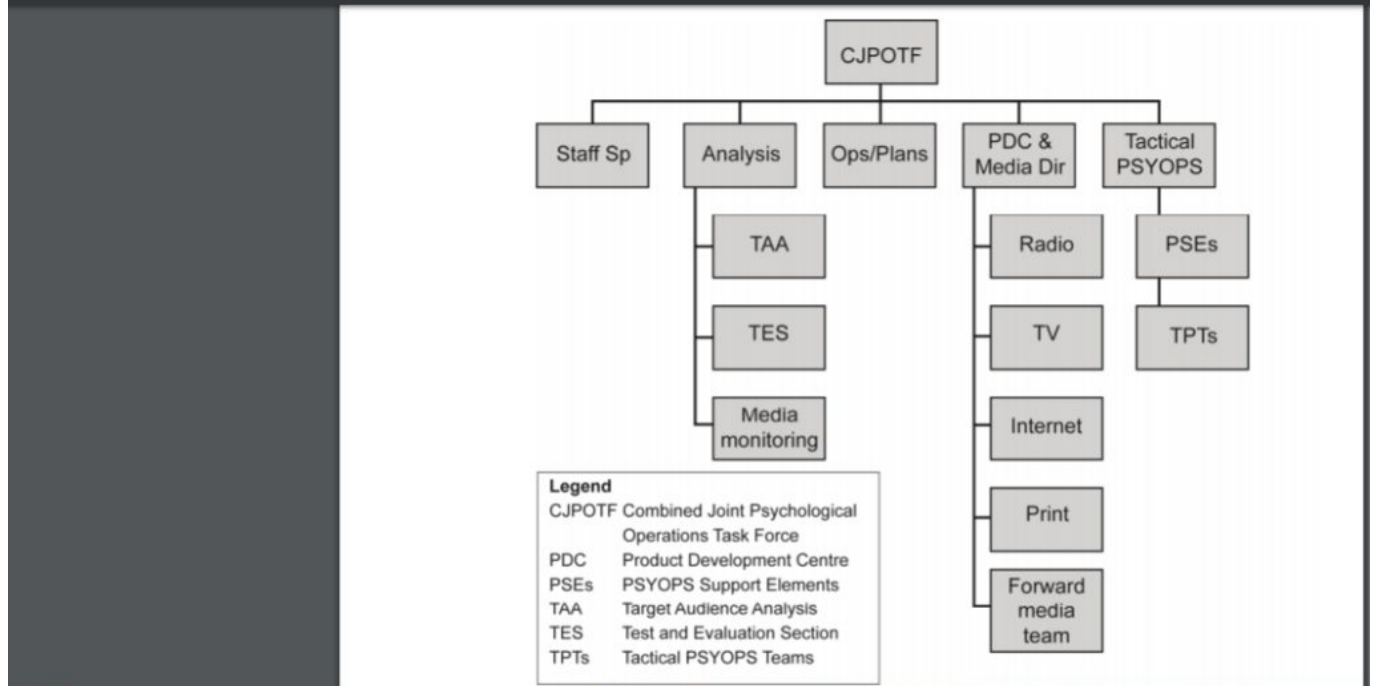 CJPOTF
Staff Sp
Analysis
Ops/Plans
PDC &
Media Dir
Tactical
PSYOPS
TAA
Radio
PSEs
TES
TV
TPTs
Media
monitoring
Internet
Print
Forward
media
team
Legend
CJPOTF Combined Joint Psychological
Operations Task Force
PDC Product Development Centre
PSEs PSYOPS Support Elements
TAA Target Audience Analysis
TES Test and Evaluation Section
TPTs Tactical PSYOPS Teams